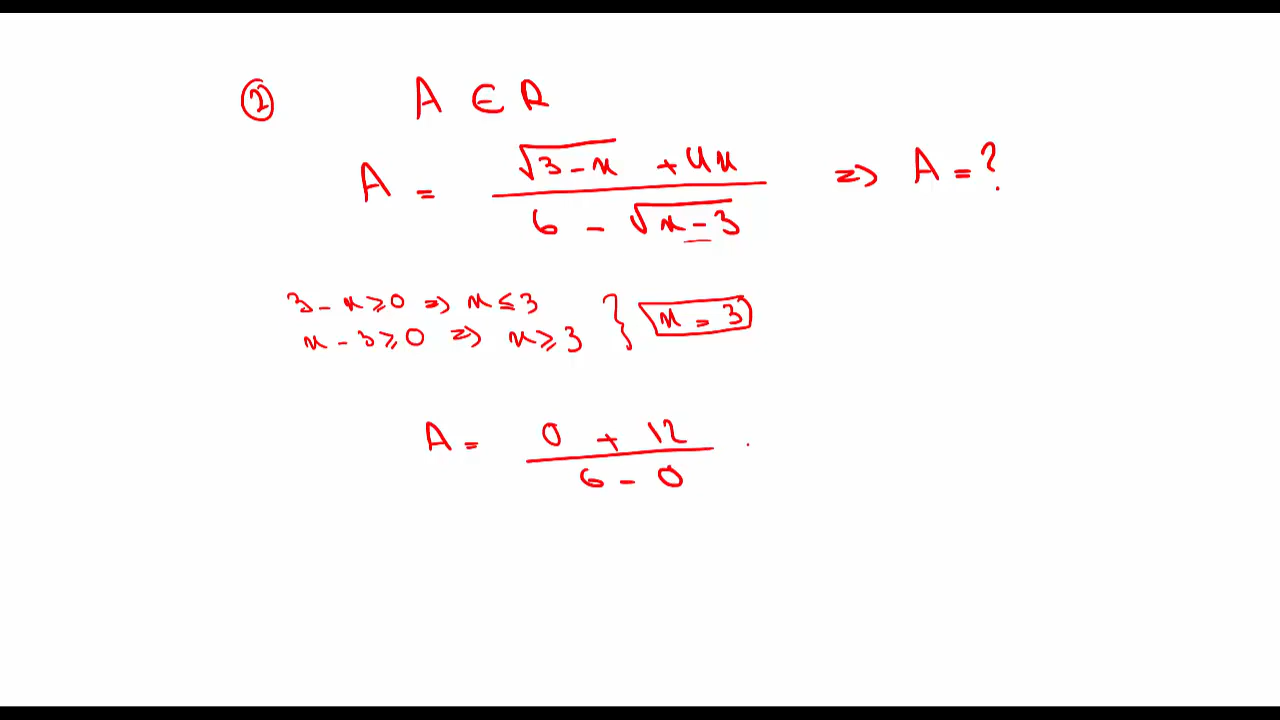 ② A ∈ R
A = (√(3-x) + 4x) / (6 - √(x-3)) => A = ?
3 - x ≥ 0 => x ≤ 3
x - 3 ≥ 0 => x ≥ 3 } x = 3
A = (0 + 12) / (6 - 0)